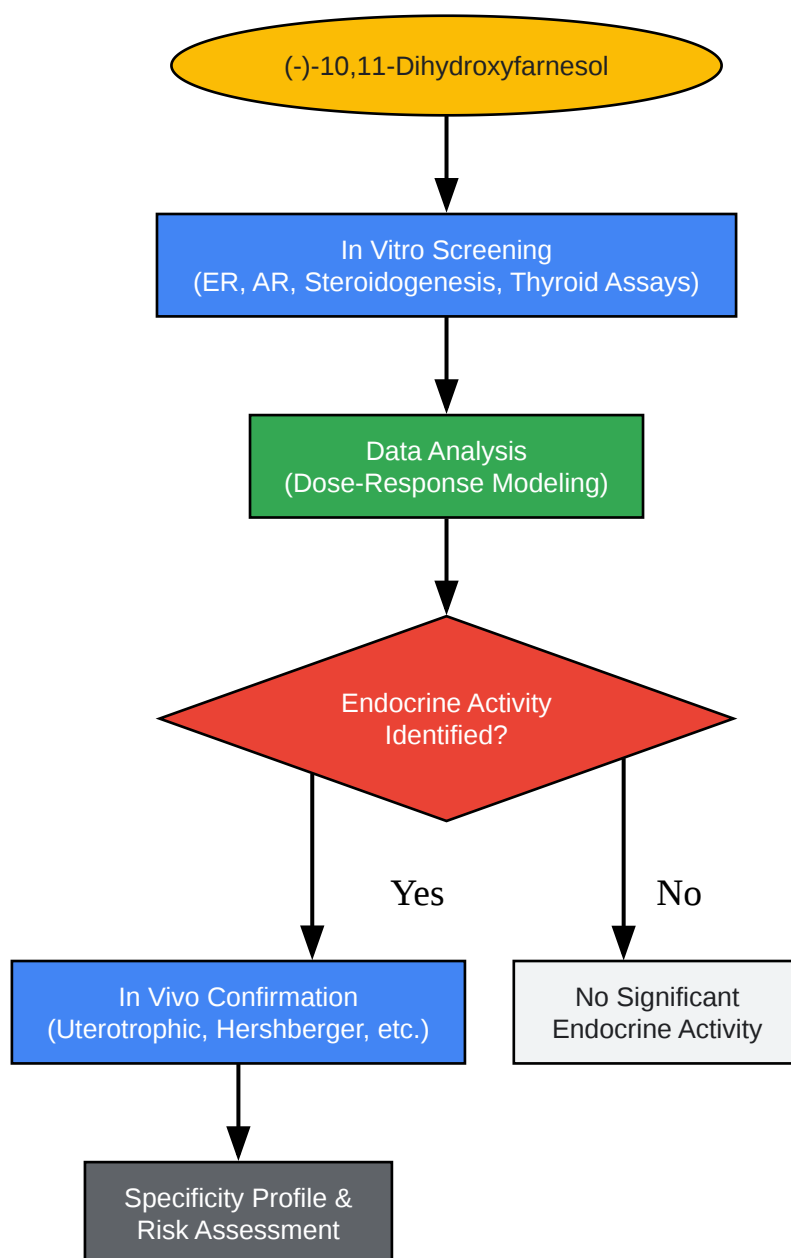 (-)-10,11-Dihydroxyfarnesol
In Vitro Screening
(ER, AR, Steroidogenesis, Thyroid Assays)
Data Analysis
(Dose-Response Modeling)
Endocrine Activity
Identified?
Yes
No
In Vivo Confirmation
(Uterotrophic, Hershberger, etc.)
No Significant
Endocrine Activity
Specificity Profile &
Risk Assessment